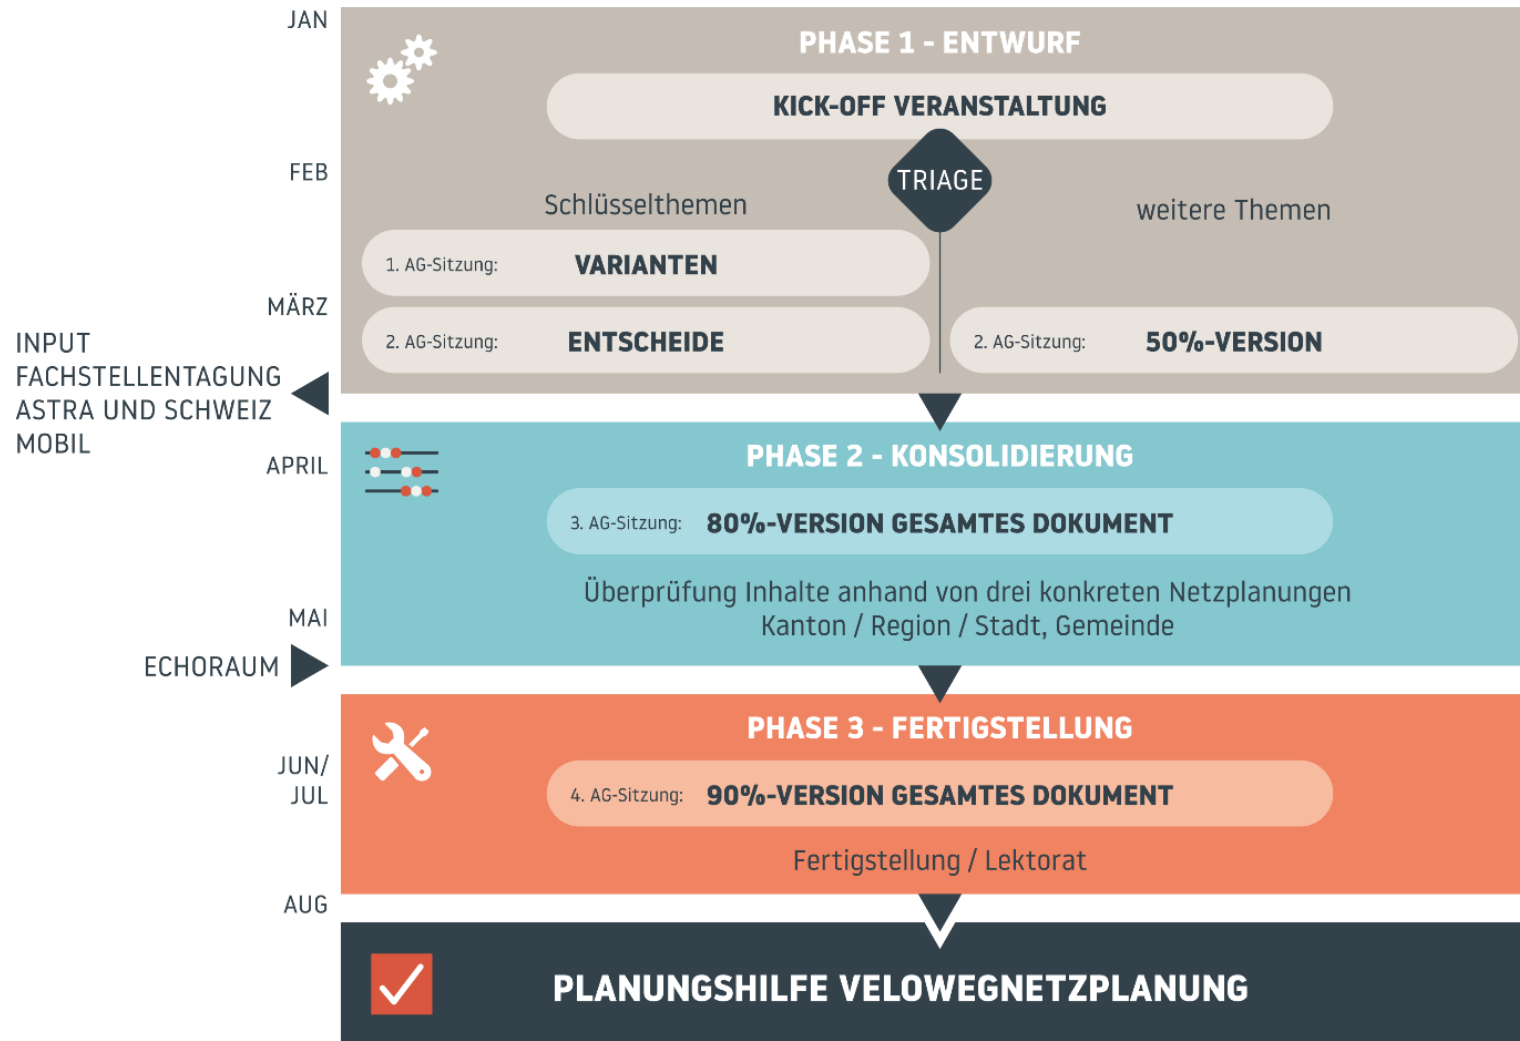 JAN
PHASE 1 - ENTWURF
KICK-OFF VERANSTALTUNG
FEB
TRIAGE
Schlüsselthemen
weitere Themen
1. AG-Sitzung: VARIANTEN
MÄRZ
2. AG-Sitzung: ENTSCHEIDE
2. AG-Sitzung: 50%-VERSION
INPUT
FACHSTELLENTAGUNG
ASTRA UND SCHWEIZ
MOBIL
APRIL
PHASE 2 - KONSOLIDIERUNG
3. AG-Sitzung: 80%-VERSION GESAMTES DOKUMENT
Überprüfung Inhalte anhand von drei konkreten Netzplanungen
Kanton / Region / Stadt, Gemeinde
MAI
ECHORAUM
PHASE 3 - FERTIGSTELLUNG
JUN/
JUL
4. AG-Sitzung: 90%-VERSION GESAMTES DOKUMENT
Fertigstellung / Lektorat
AUG
PLANUNGSHILFE VELOWEGNETZPLANUNG